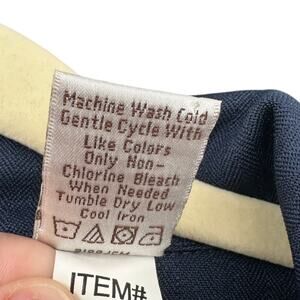 Machine Wash Cold
Gentle Cycle With
Like Colors
Only Non-
Chlorine Bleach
When Needed
Tumble Dry Low
Cool Iron
ITEM#